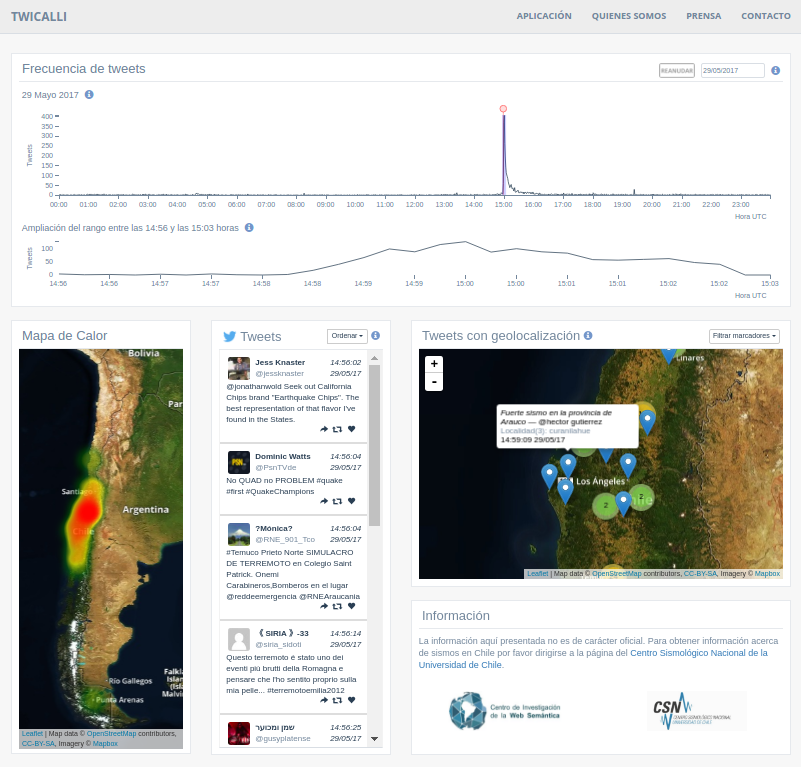 TWICALLI
APLICACIÓN QUIENES SOMOS PRENSA CONTACTO
Frecuencia de tweets
REANUDAR 29/05/2017
29 Mayo 2017
400
350
300
200
150
100
50
0
Tweets
00:00 01:00 02:00 03:00 04:00 05:00 06:00 07:00 08:00 09:00 10:00 11:00 12:00 13:00 14:00 15:00 16:00 17:00 18:00 19:00 20:00 21:00 22:00 23:00
Hora UTC
Ampliación del rango entre las 14:56 y las 15:03 horas
100
50
0
Tweets
14:56 14:56 14:57 14:57 14:58 14:58 14:59 14:59 15:00 15:00 15:01 15:01 15:02 15:02 15:03
Hora UTC
Mapa de Calor
Bolivia
Par
Santiag
Chile
Argentina
Río Gallegos
Punta Arenas
Falkl
Islan
(Isl
Malvi
Leaflet | Map data © OpenStreetMap contributors,
CC-BY-SA, Imagery © Mapbox
Tweets
Ordenar
Jess Knaster 14:56:02
@jessknaster 29/05/17
@jonathanwold Seek out California
Chips brand "Earthquake Chips". The
best representation of that flavor I've
found in the States.
Dominic Watts 14:56:04
@PsnTVde 29/05/17
No QUAD no PROBLEM #quake
#first #QuakeChampions
?Mónica? 14:56:04
@RNE_901_Tco 29/05/17
#Temuco Prieto Norte SIMULACRO
DE TERREMOTO en Colegio Saint
Patrick. Onemi
Carabineros,Bomberos en el lugar
@reddeemergencia @RNEAraucania
《 SIRIA 》-33 14:56:14
@siria_sidoti 29/05/17
Questo terremoto é stato uno dei
eventi più brutti della Romagna e
pensare che l'ho sentito proprio sulla
mia pelle... #terremotoemilia2012
שמן ומכוער 14:56:25
@gusyplatense 29/05/17
Tweets con geolocalización
Filtrar marcadores
+
-
Linares
Fuerte sismo en la provincia de
Arauco — @hector gutierrez
Localidad(3): curanilahue
14:59:09 29/05/17
Los Ángeles
2
2
Chile
Leaflet | Map data © OpenStreetMap contributors, CC-BY-SA, Imagery © Mapbox
Información
La información aquí presentada no es de carácter oficial. Para obtener información acerca
de sismos en Chile por favor dirigirse a la página del Centro Sismológico Nacional de la
Universidad de Chile.
Centro de Investigación
de la Web Semántica
CSN
CENTRO SISMOLÓGICO NACIONAL
UNIVERSIDAD DE CHILE